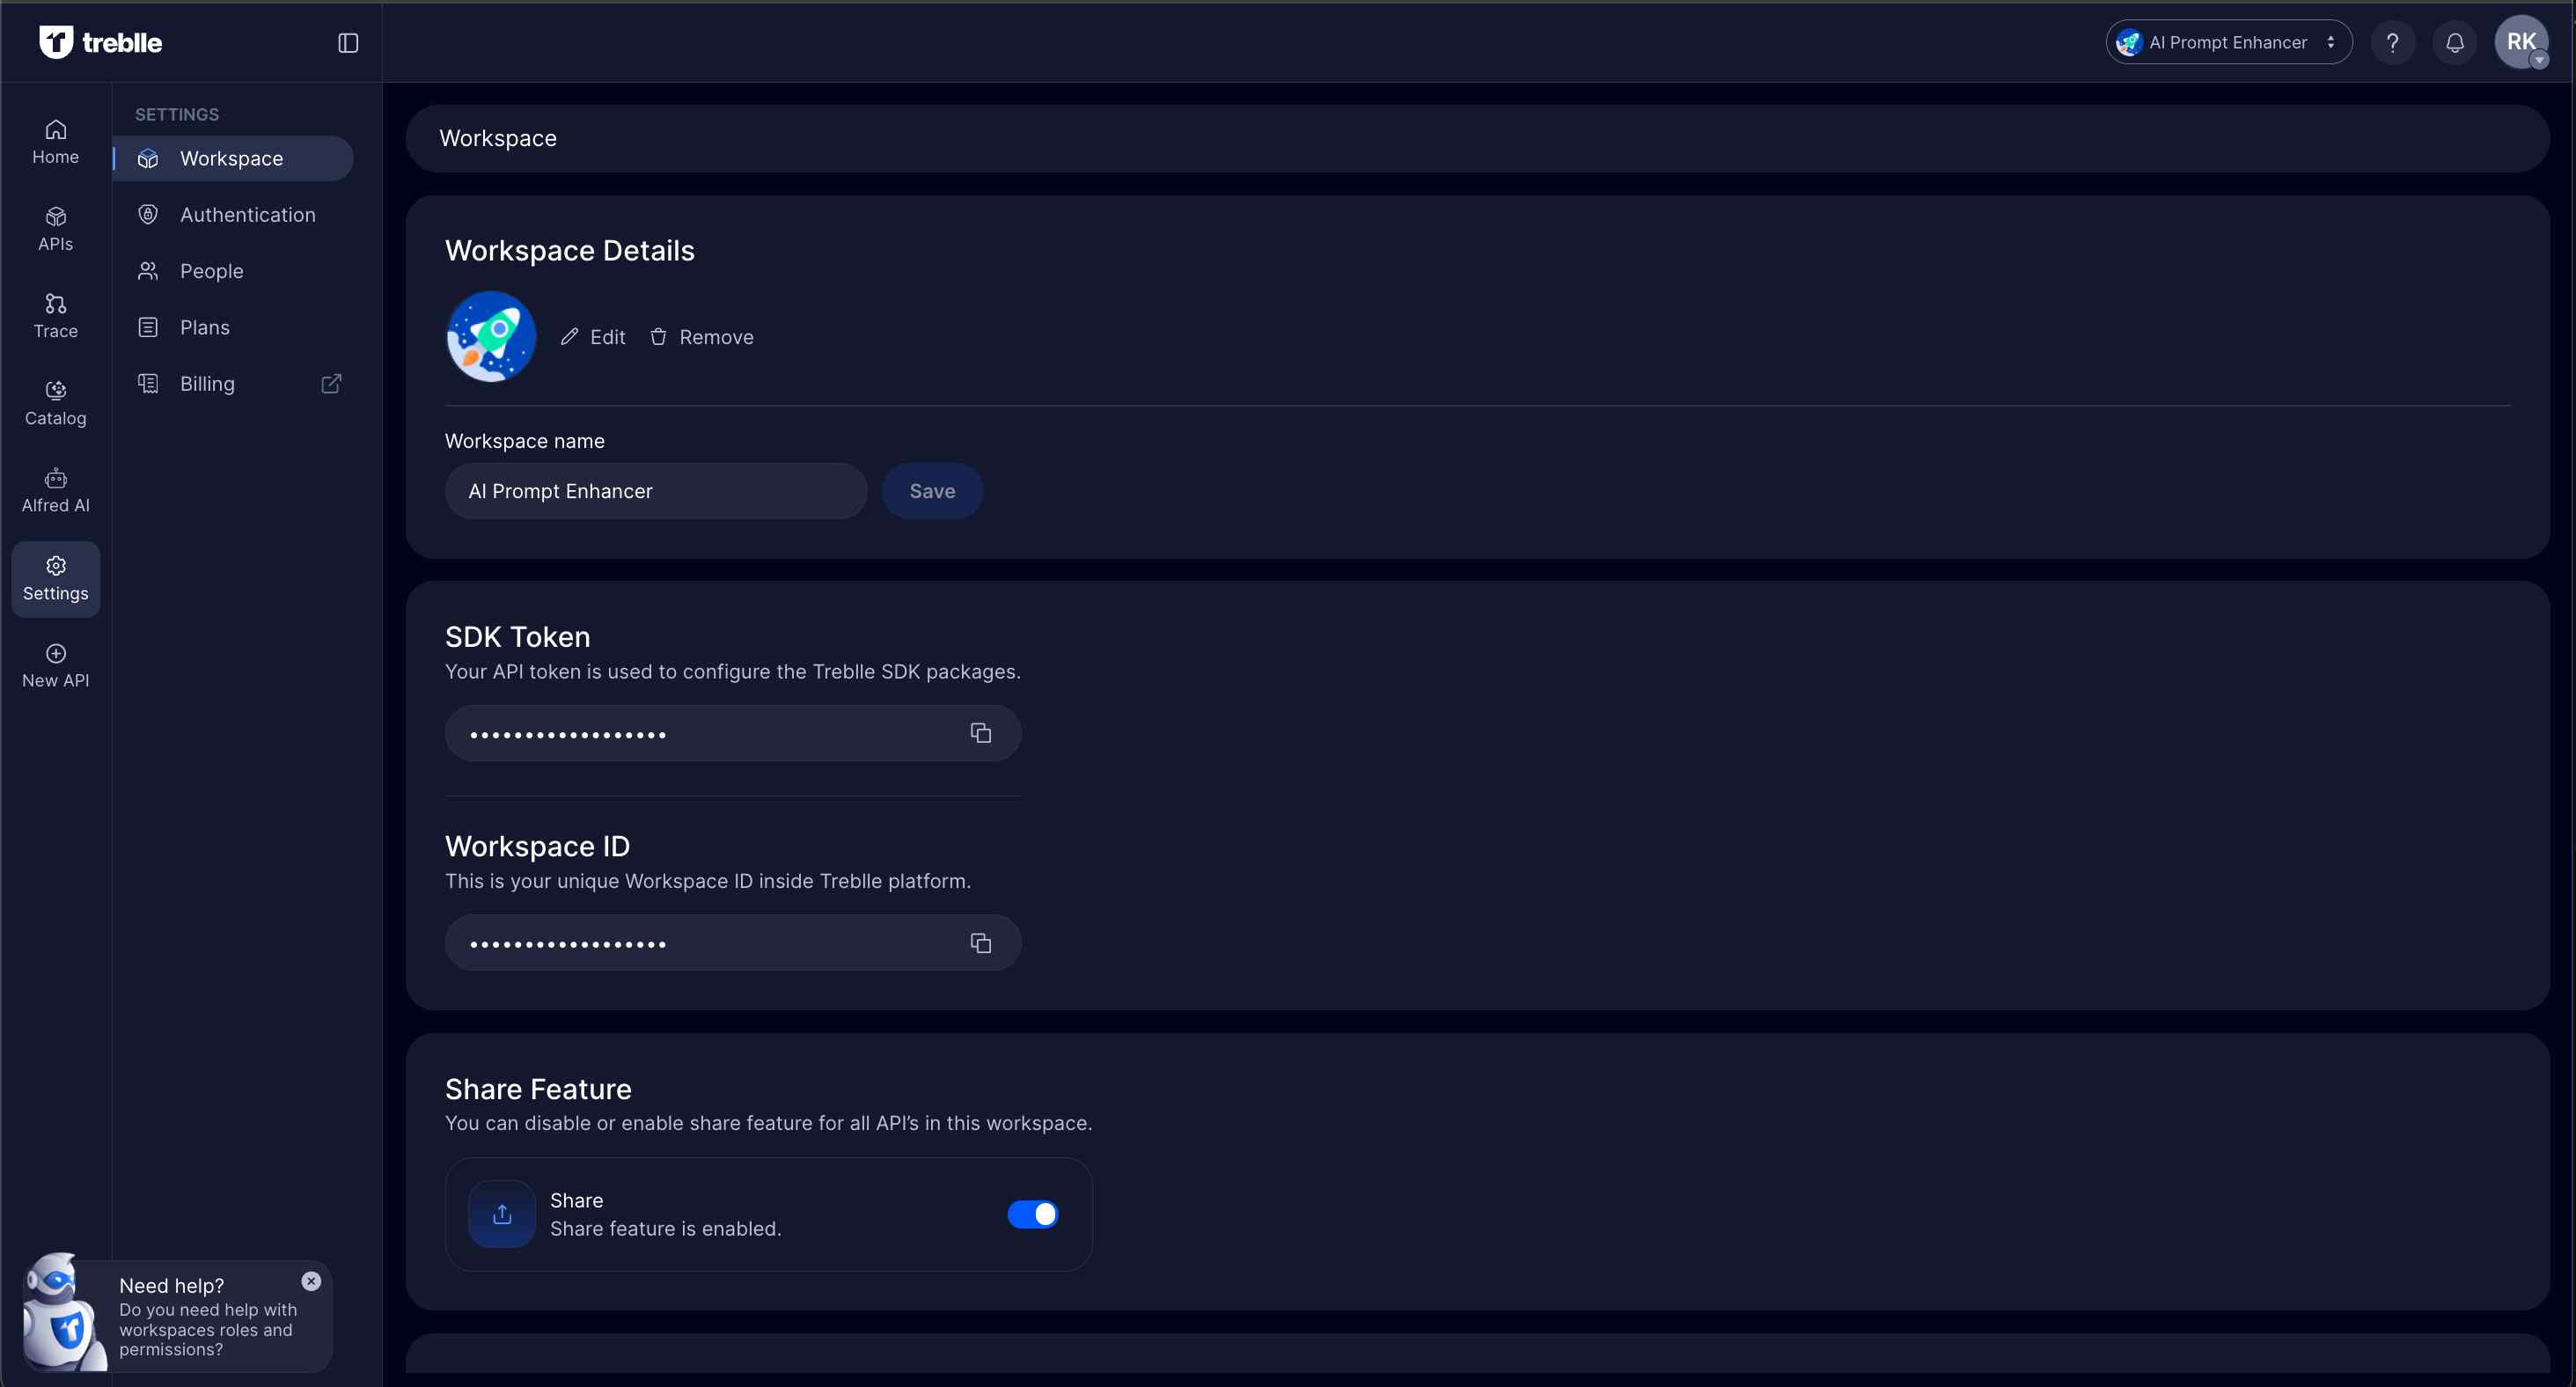 treblle
AI Prompt Enhancer
?
RK
Home
APIs
Trace
Catalog
Alfred AI
Settings
New API
SETTINGS
Workspace
Authentication
People
Plans
Billing
Need help?
Do you need help with
workspaces roles and
permissions?
Workspace
Workspace Details
Edit
Remove
Workspace name
AI Prompt Enhancer
Save
SDK Token
Your API token is used to configure the Treblle SDK packages.
••••••••••••••••••
Workspace ID
This is your unique Workspace ID inside Treblle platform.
••••••••••••••••••
Share Feature
You can disable or enable share feature for all API’s in this workspace.
Share
Share feature is enabled.